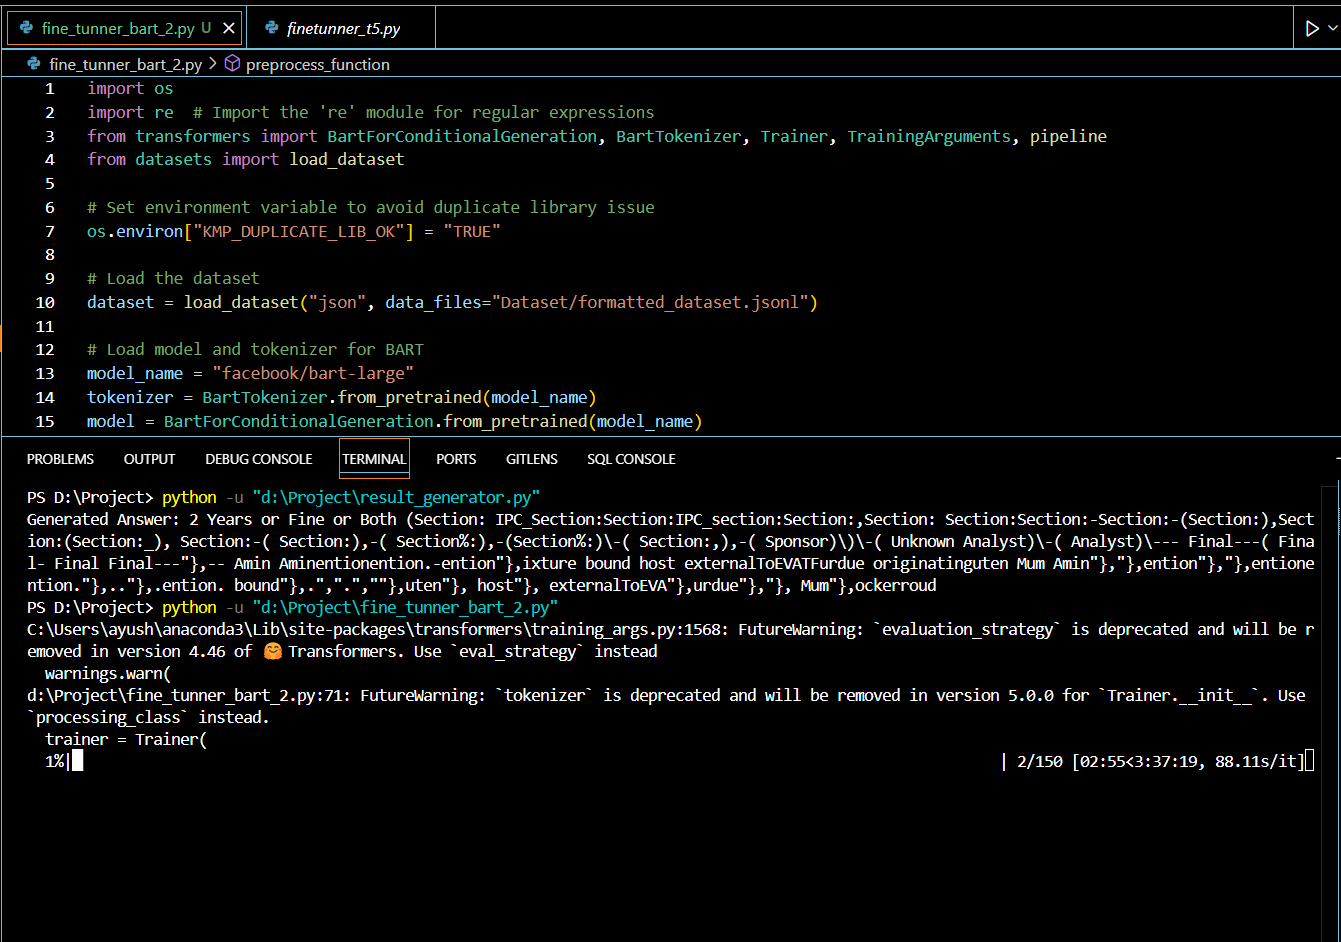 fine_tunner_bart_2.py U
finetunner_t5.py
fine_tunner_bart_2.py > preprocess_function
1 import os
2 import re  # Import the 're' module for regular expressions
3 from transformers import BartForConditionalGeneration, BartTokenizer, Trainer, TrainingArguments, pipeline
4 from datasets import load_dataset
5
6 # Set environment variable to avoid duplicate library issue
7 os.environ["KMP_DUPLICATE_LIB_OK"] = "TRUE"
8
9 # Load the dataset
10 dataset = load_dataset("json", data_files="Dataset/formatted_dataset.jsonl")
11
12 # Load model and tokenizer for BART
13 model_name = "facebook/bart-large"
14 tokenizer = BartTokenizer.from_pretrained(model_name)
15 model = BartForConditionalGeneration.from_pretrained(model_name)
PROBLEMS OUTPUT DEBUG CONSOLE TERMINAL PORTS GITLENS SQL CONSOLE
PS D:\Project> python -u "d:\Project\result_generator.py"
Generated Answer: 2 Years or Fine or Both (Section: IPC_Section:Section:IPC_section:Section:,Section: Section:Section:-Section:-(Section:),Sect
ion:(Section:_), Section:-( Section:),-( Section%:),-(Section%:)\-( Section:,),-( Sponsor)\)\-( Unknown Analyst)\-( Analyst)\--- Final---( Fina
l- Final Final---"},-- Amin Aminentionention.-ention"},ixture bound host externalToEVATFurdue originatinguten Mum Amin"},"},ention"},"},entione
ntion."},.."},.ention. bound"},.",".",""},uten"}, host"}, externalToEVA"},urdue"},"}, Mum"},ockerroud
PS D:\Project> python -u "d:\Project\fine_tunner_bart_2.py"
C:\Users\ayush\anaconda3\Lib\site-packages\transformers\training_args.py:1568: FutureWarning: `evaluation_strategy` is deprecated and will be r
emoved in version 4.46 of 🤗 Transformers. Use `eval_strategy` instead
  warnings.warn(
d:\Project\fine_tunner_bart_2.py:71: FutureWarning: `tokenizer` is deprecated and will be removed in version 5.0.0 for `Trainer.__init__`. Use
`processing_class` instead.
  trainer = Trainer(
  1%| | 2/150 [02:55<3:37:19, 88.11s/it]